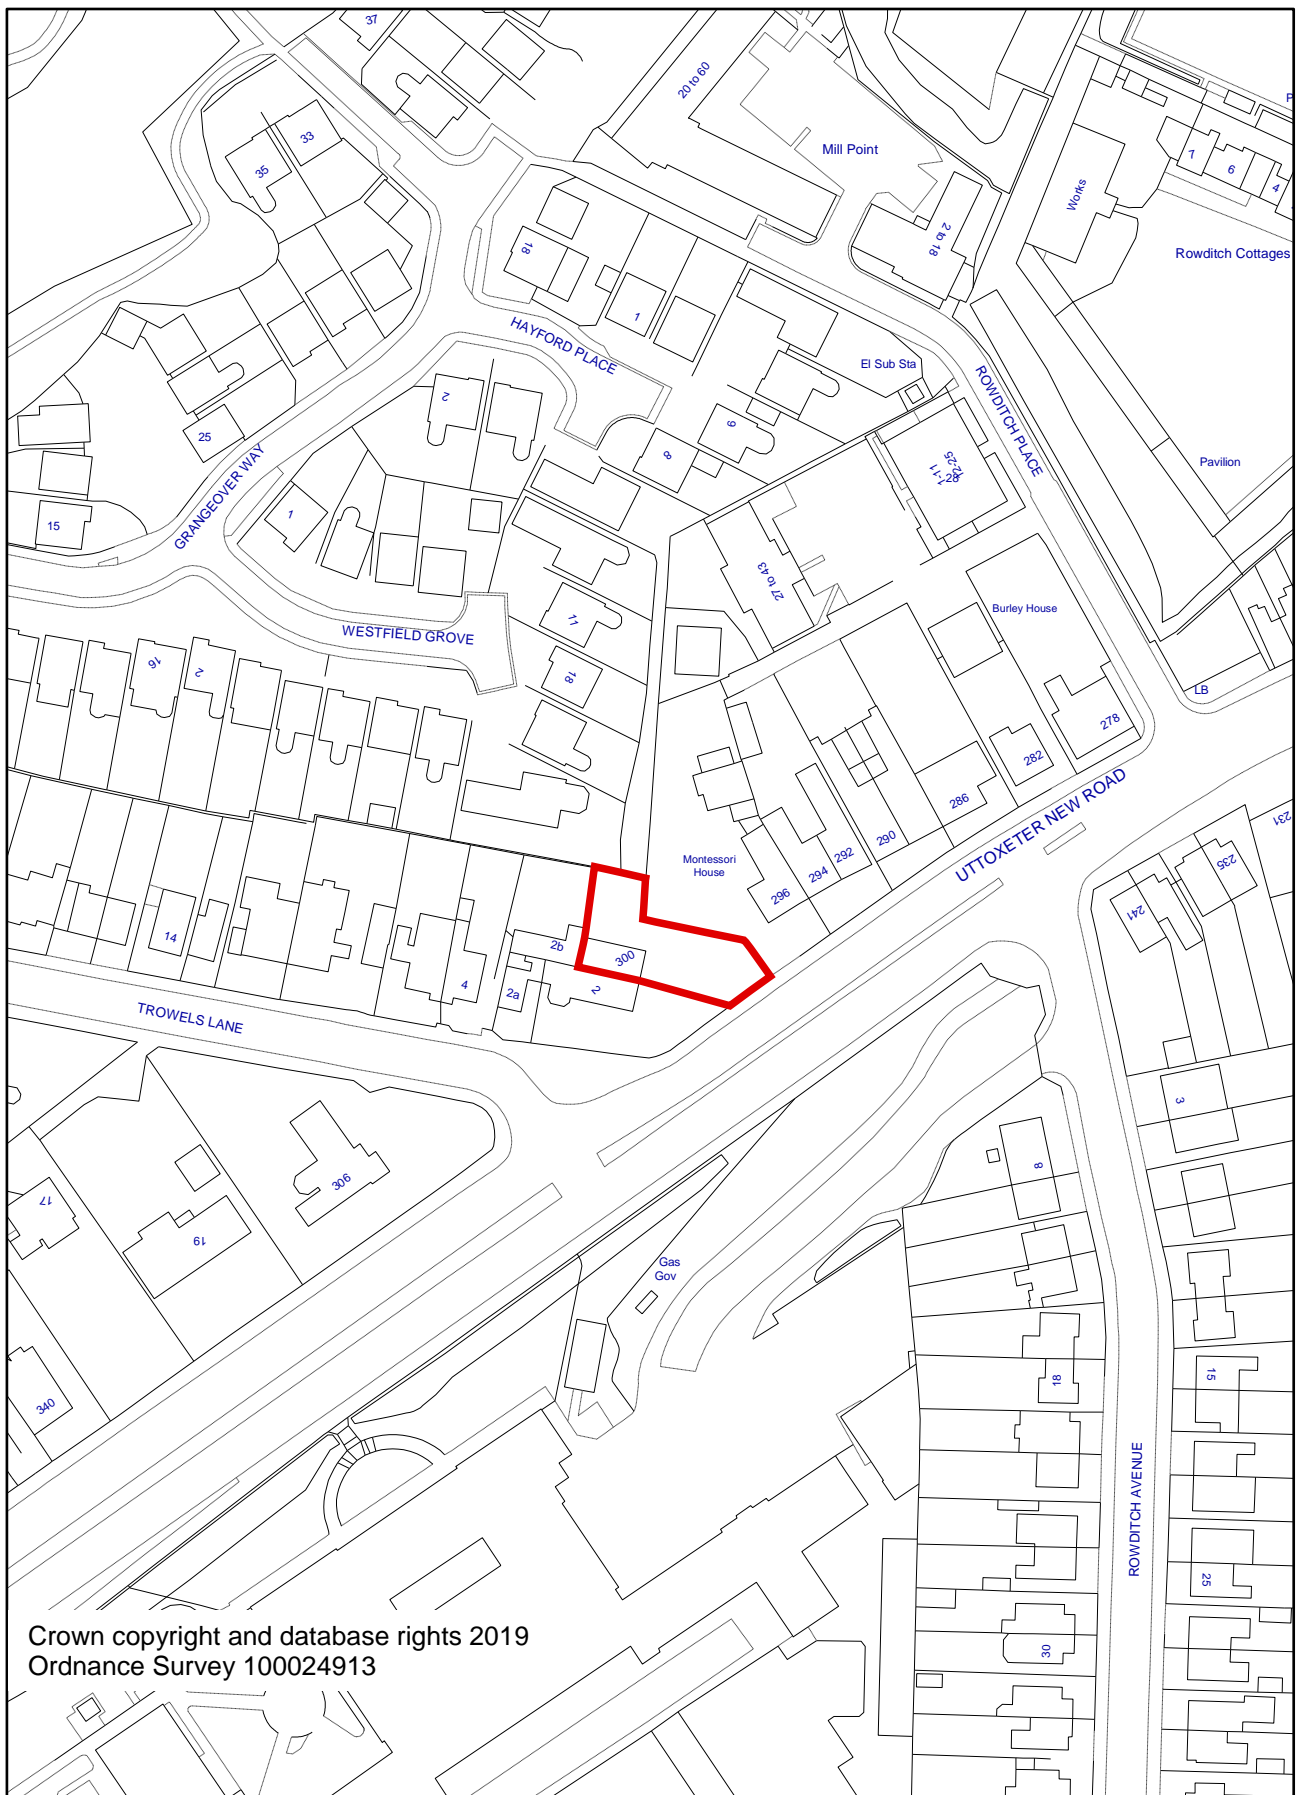 37
20 to 60
Mill Point
33
35
Works
7
6
4
P
2 to 18
Rowditch Cottages
18
1
HAYFORD PLACE
El Sub Sta
ROWDITCH PLACE
2
25
GRANGEOVER WAY
9
8
Pavilion
12-25
1-11
28
15
1
27 to 43
Burley House
11
WESTFIELD GROVE
16
2
18
LB
278
282
286
UTTOXETER NEW ROAD
290
292
294
296
Montessori
House
231
235
241
14
2b
300
4
2a
2
TROWELS LANE
3
8
306
17
19
Gas
Gov
18
15
340
ROWDITCH AVENUE
25
30
Crown copyright and database rights 2019
Ordnance Survey 100024913